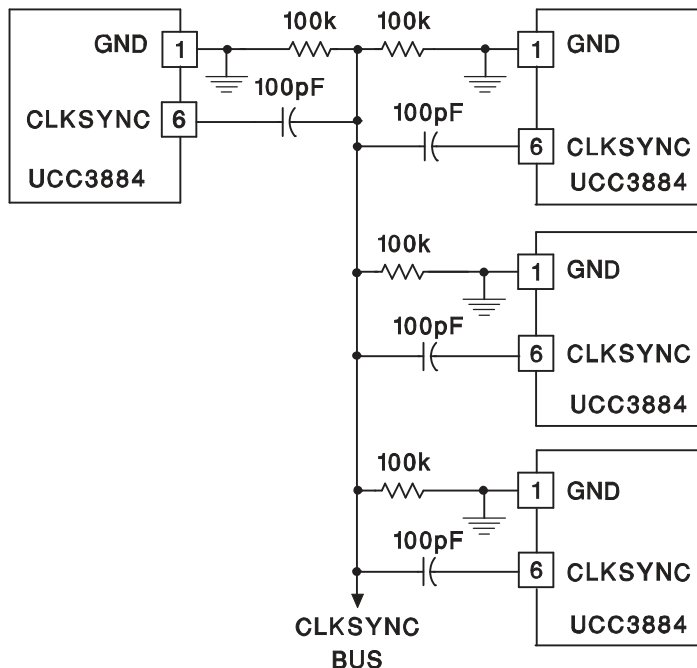 100k 100k
GND 1 1 GND
100pF
CLKSYNC 6
100pF
6 CLKSYNC
UCC3884 UCC3884
100k
1 GND
100pF
6 CLKSYNC
UCC3884
100k
1 GND
100pF
6 CLKSYNC
CLKSYNC
BUS
UCC3884